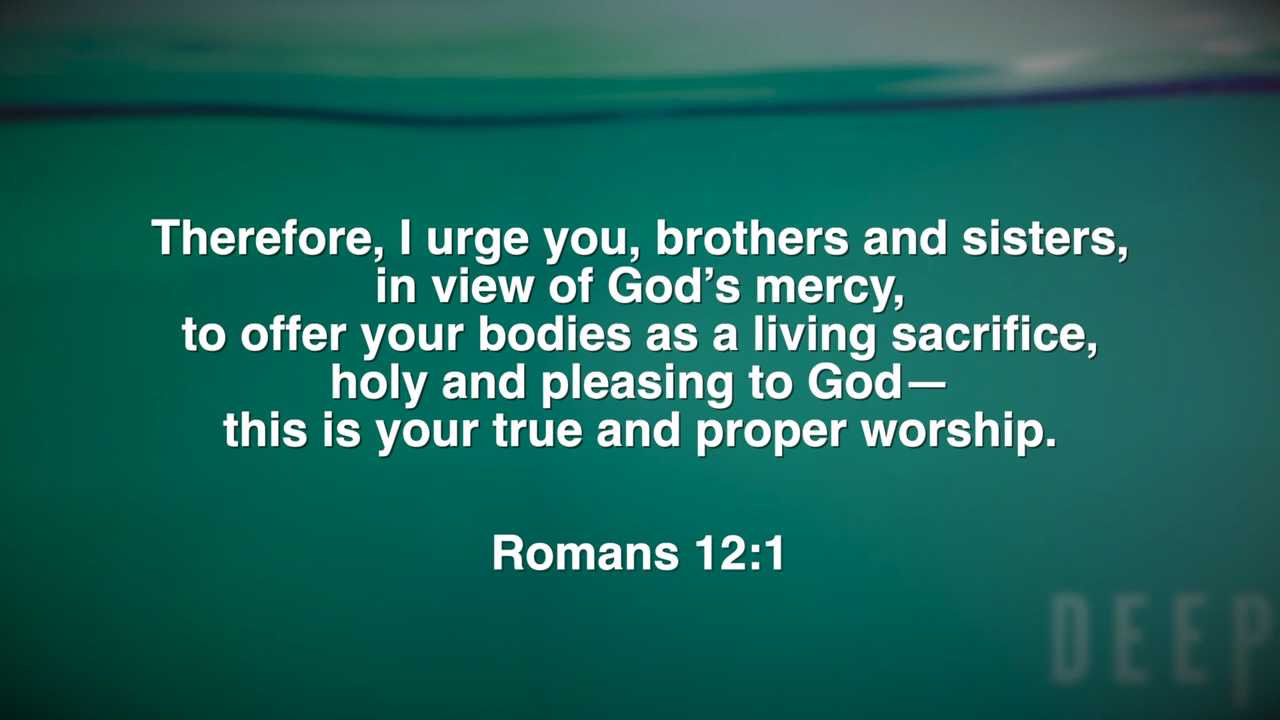 Therefore, I urge you, brothers and sisters,
in view of God’s mercy,
to offer your bodies as a living sacrifice,
holy and pleasing to God—
this is your true and proper worship.
Romans 12:1
DEEP